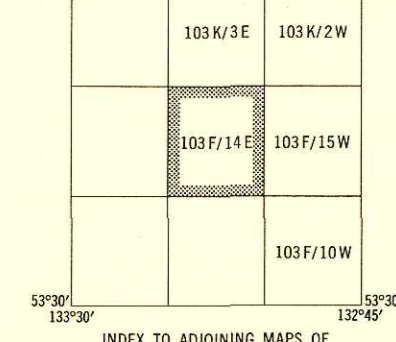 103 K/3 E 103 K/2 W
103 F/14 E 103 F/15 W
103 F/10 W
53°30′ 53°30
133°30′ 132°45′
INDEX TO ADJOINING MAPS OF